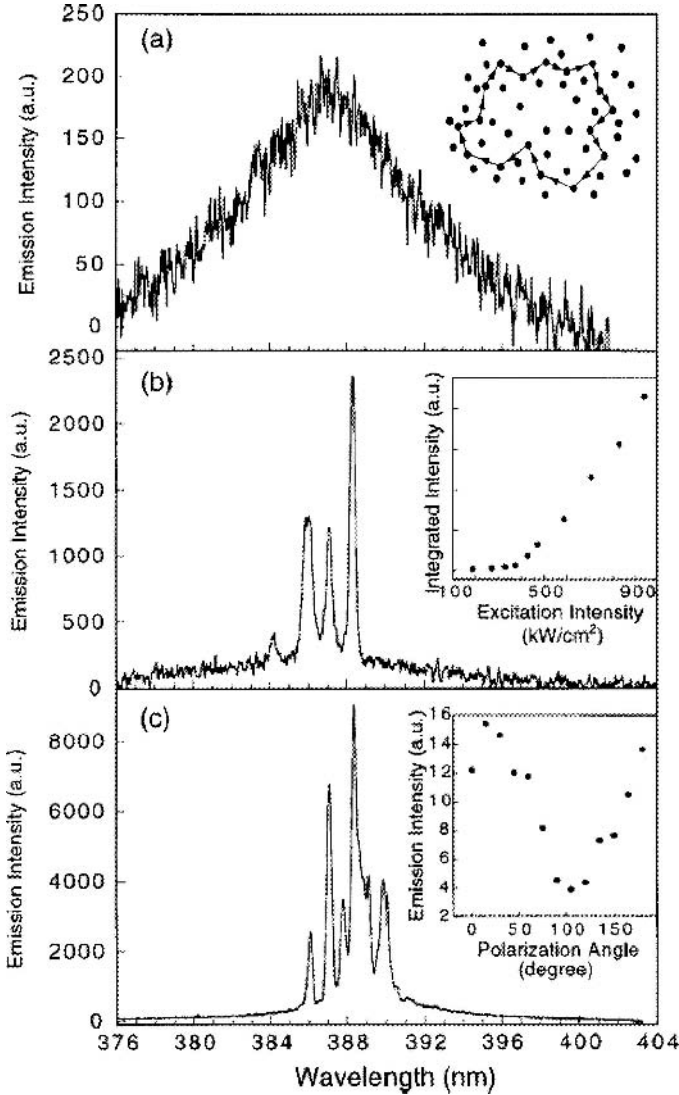 (a)
Emission Intensity (a.u.)
250
200
150
100
50
0
(b)
Emission Intensity (a.u.)
2500
2000
1500
1000
500
0
Integrated Intensity (a.u.)
100 500 900
Excitation Intensity
(kW/cm²)
(c)
Emission Intensity (a.u.)
8000
6000
4000
2000
0
Emission Intensity (a.u.)
16
14
12
10
8
6
4
2
0 50 100 150
Polarization Angle
(degree)
376 380 384 388 392 396 400 404
Wavelength (nm)